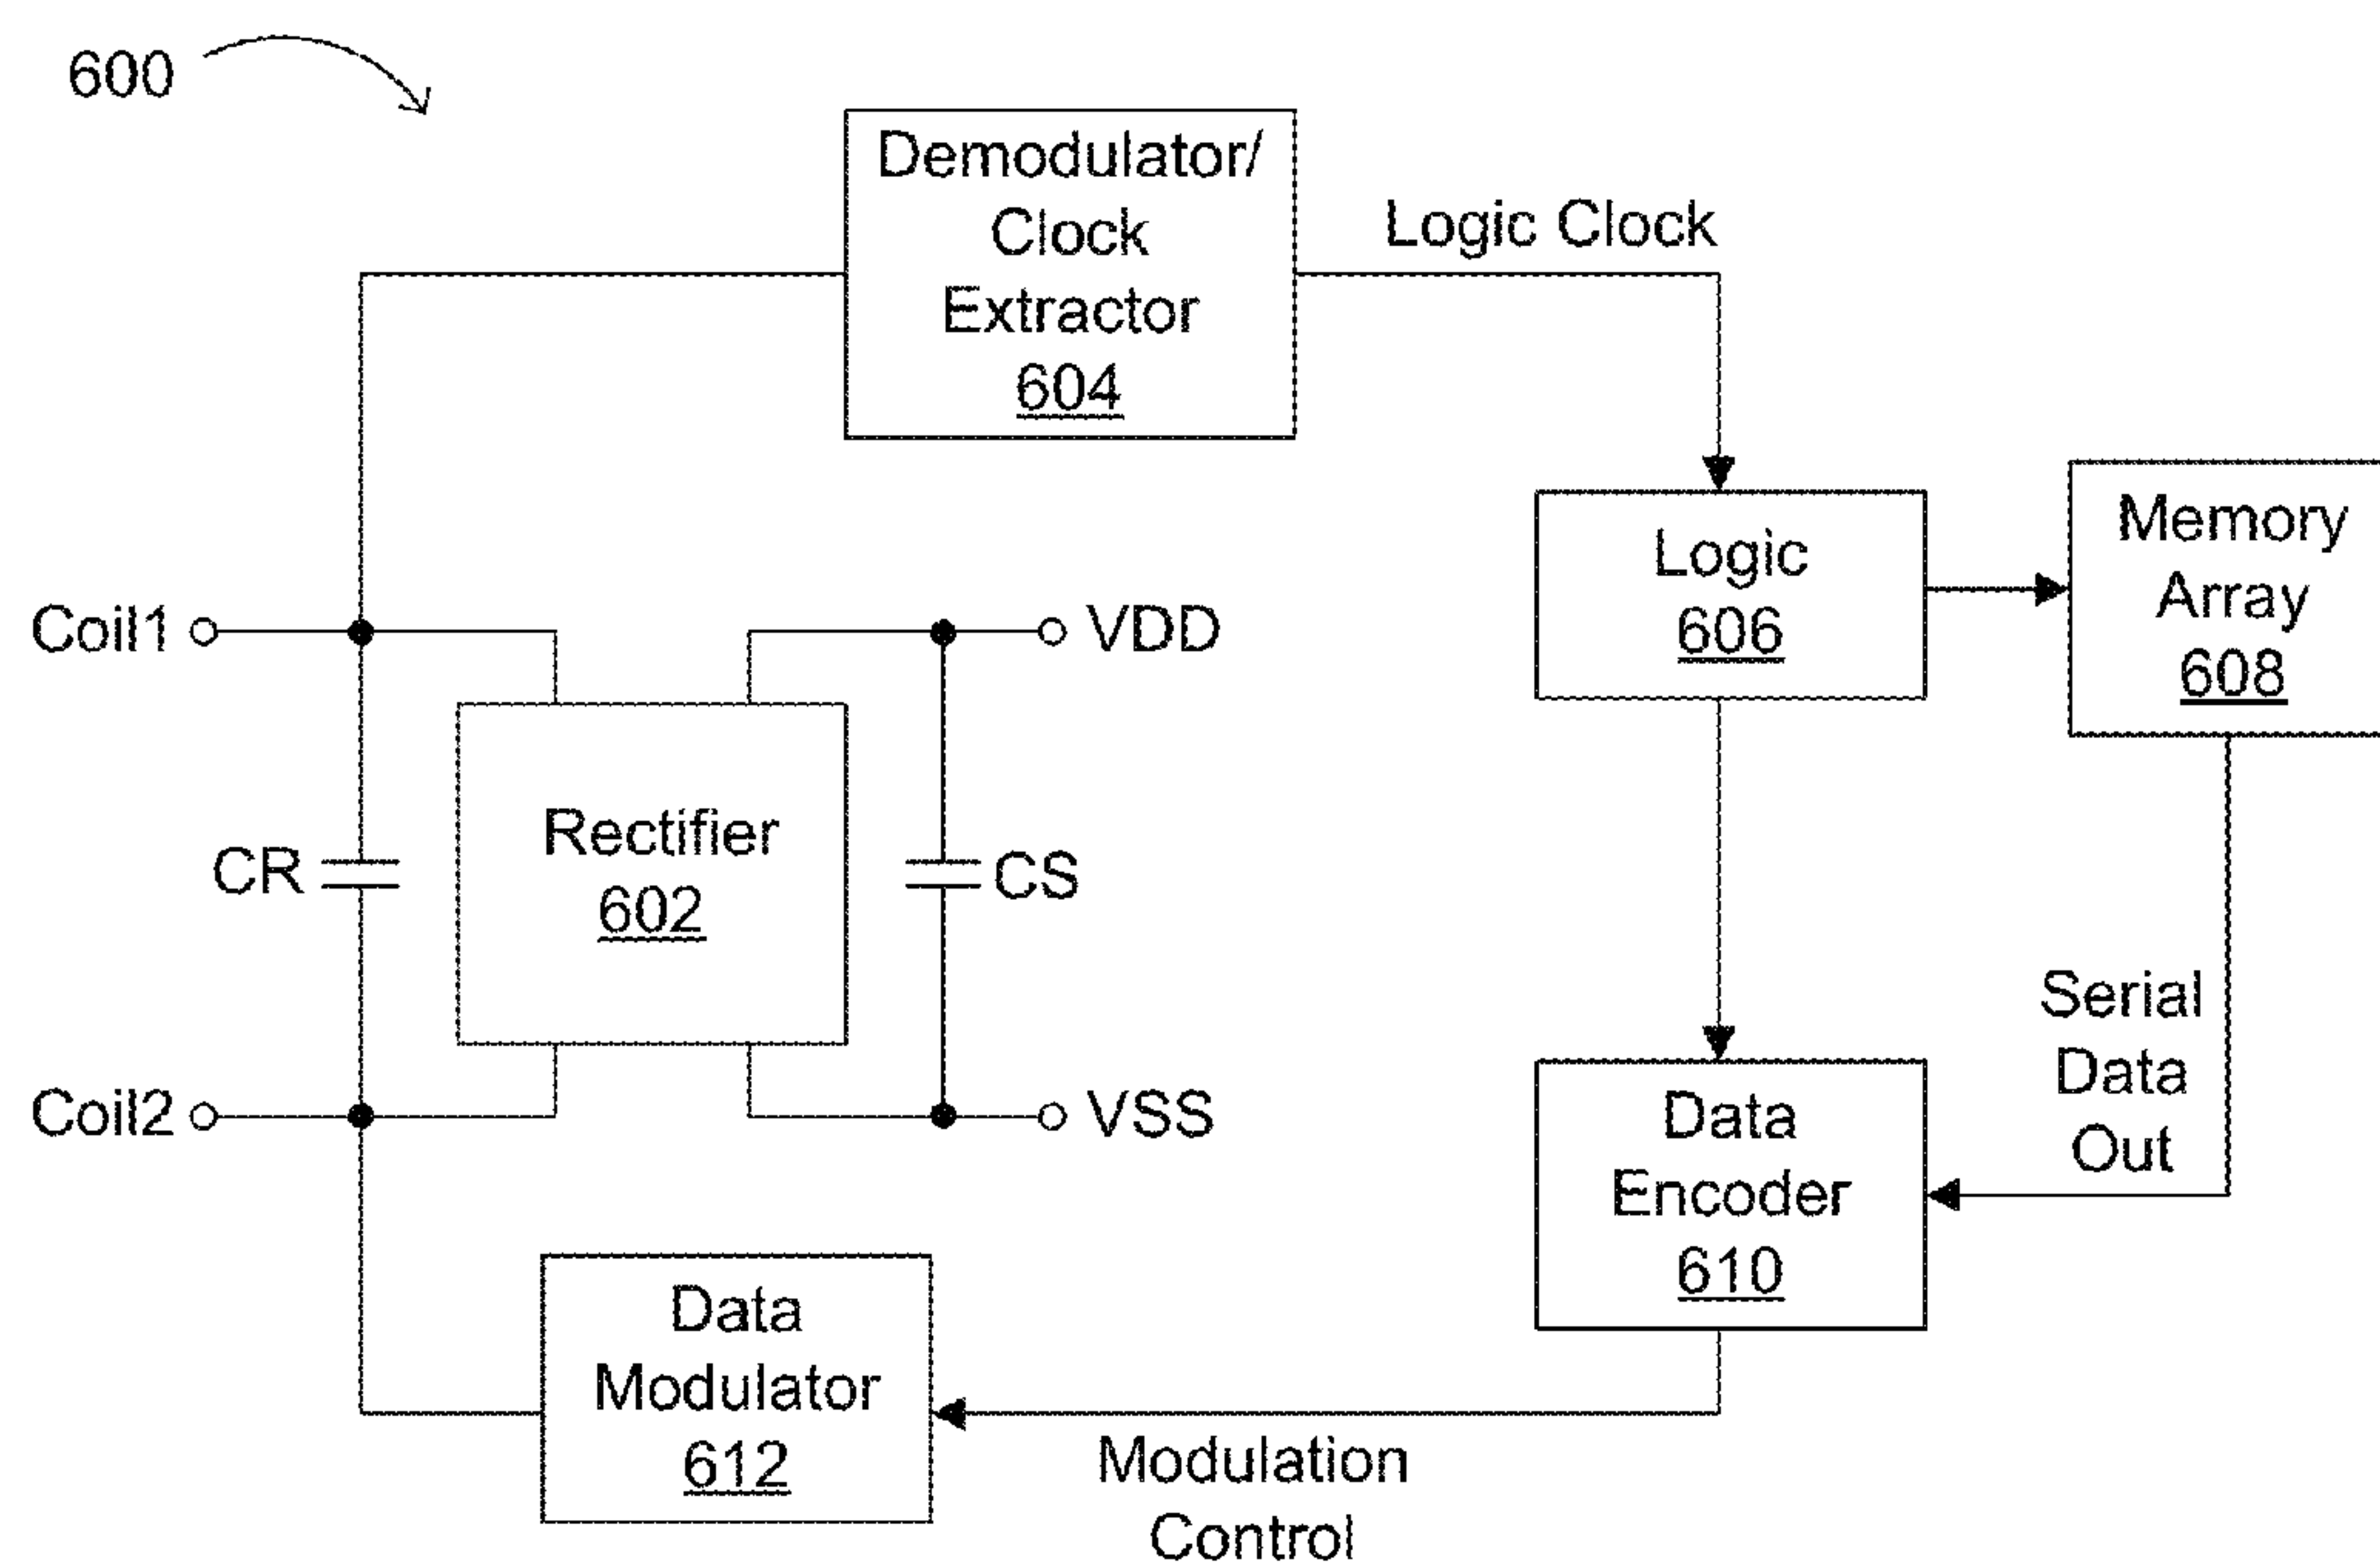 600
Demodulator/
Clock
Extractor
604
Logic Clock
Logic
606
Memory
Array
608
Coil1
VDD
CR
Rectifier
602
CS
Coil2
VSS
Serial
Data
Out
Data
Encoder
610
Data
Modulator
612
Modulation
Control